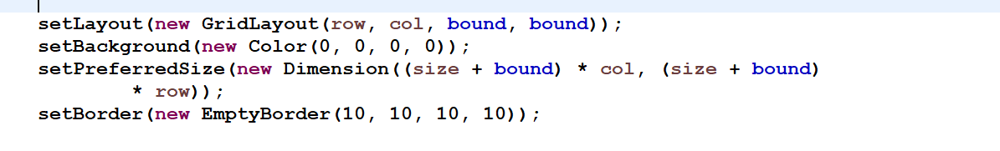 setLayout(new GridLayout(row, col, bound, bound));
setBackground(new Color(0, 0, 0, 0));
setPreferredSize(new Dimension((size + bound) * col, (size + bound)
* row));
setBorder(new EmptyBorder(10, 10, 10, 10));